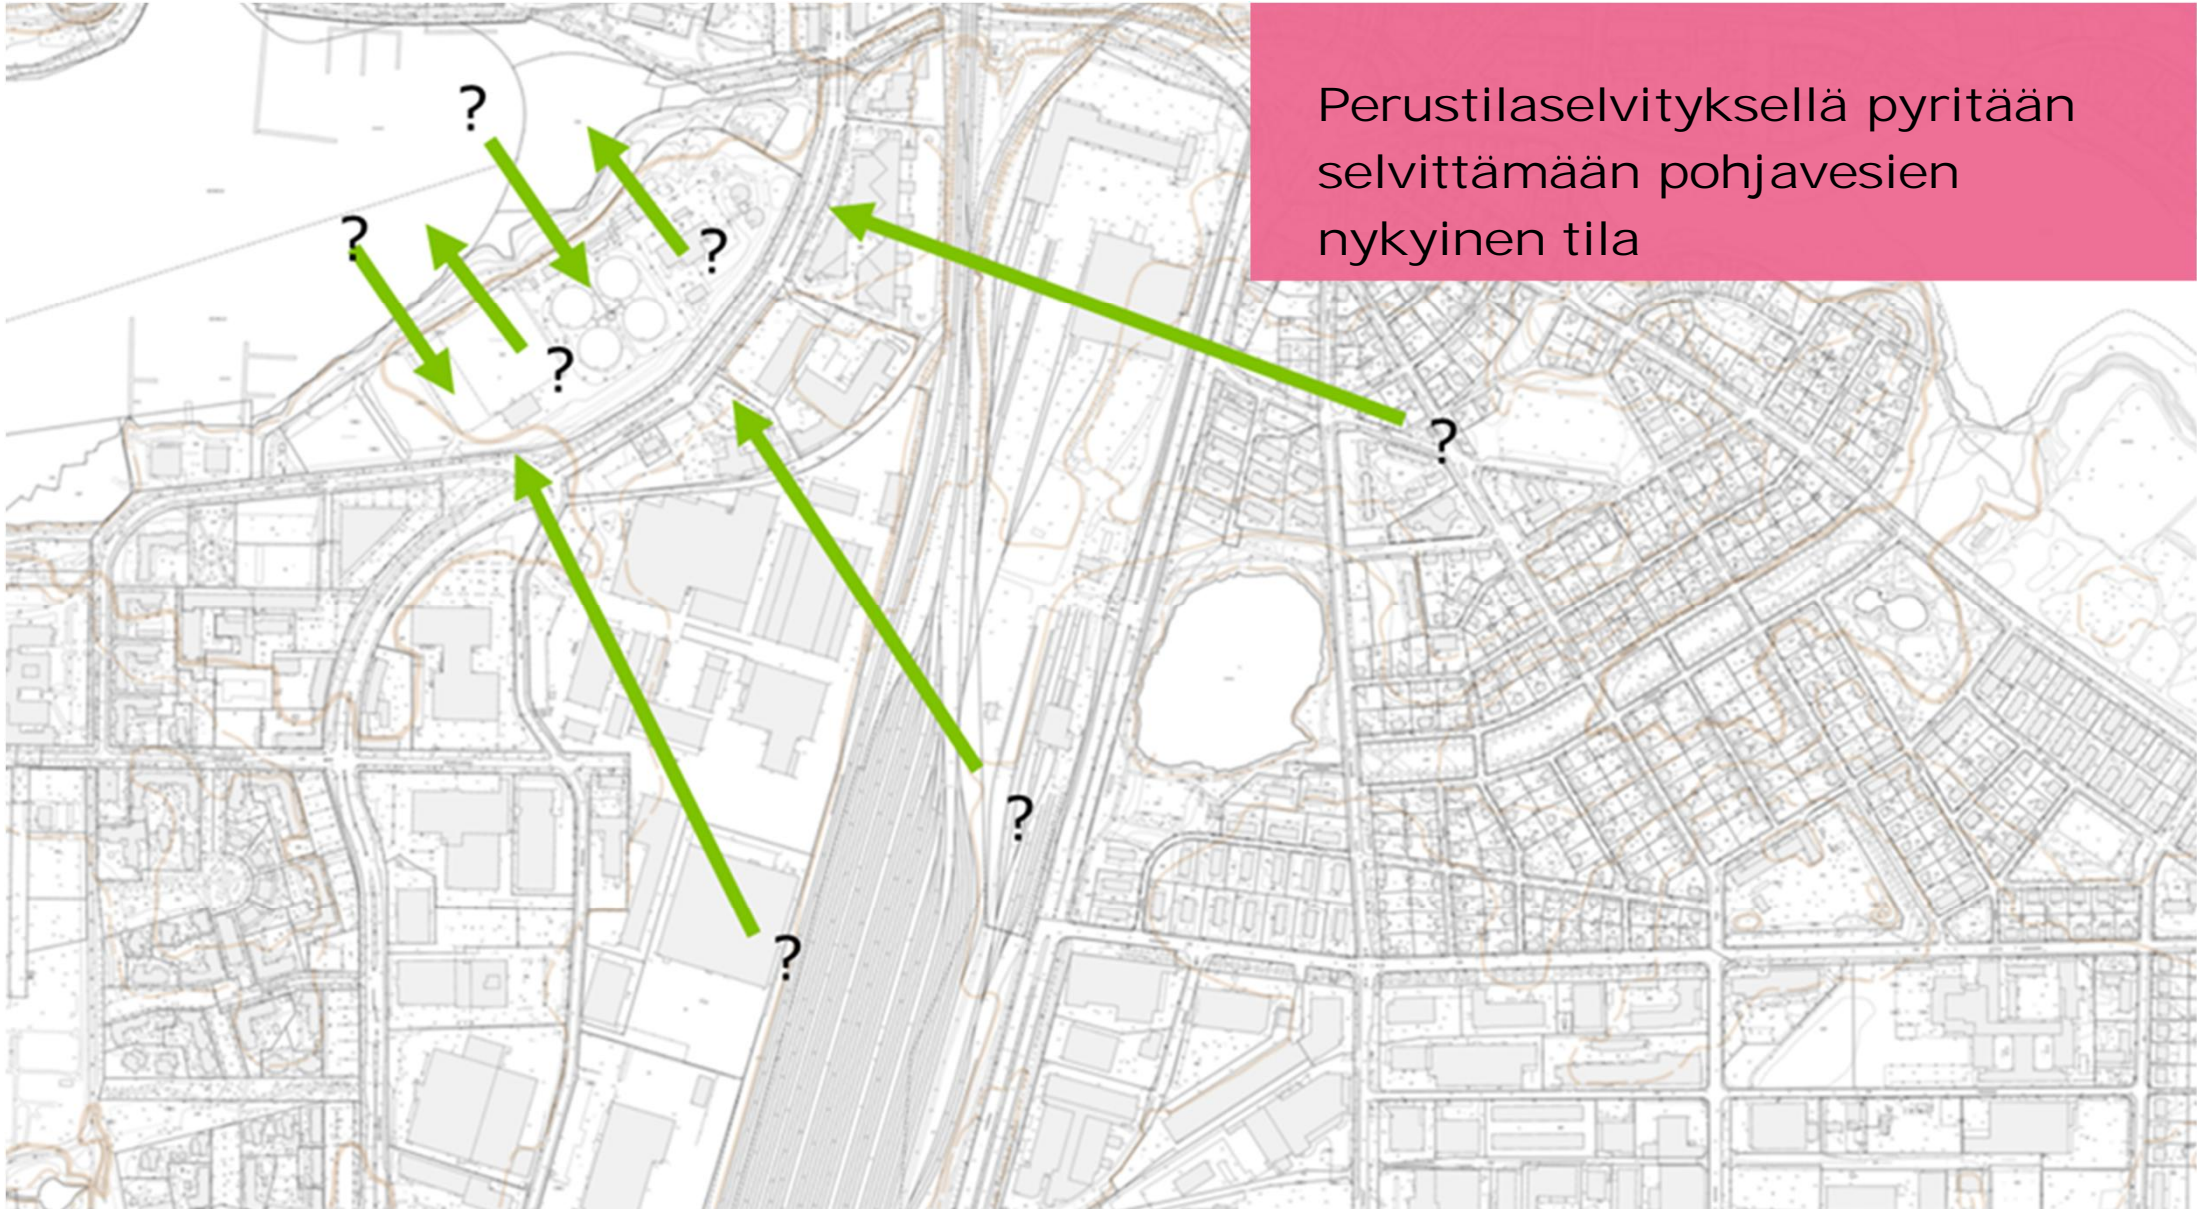 Perustilaselvityksellä pyritään
selvittämään pohjavesien
nykyinen tila
?
?
?
?
?
?
?